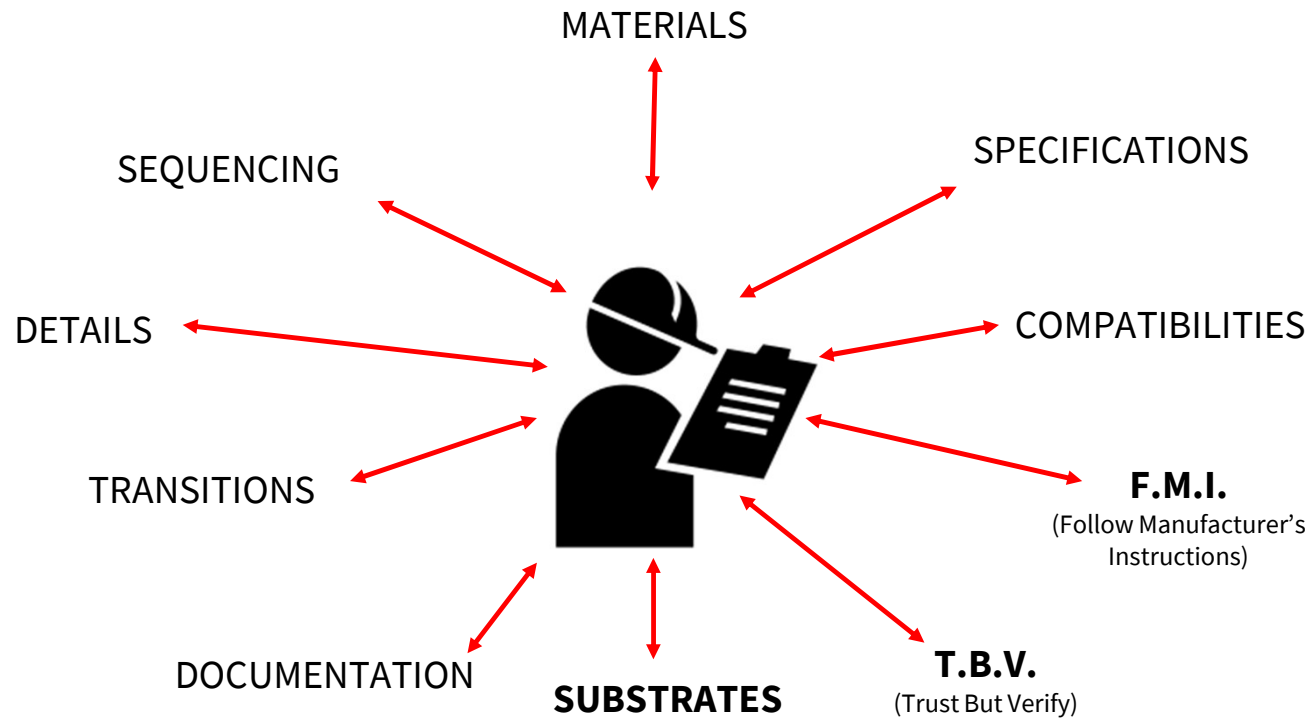 MATERIALS
SEQUENCING
SPECIFICATIONS
DETAILS
COMPATIBILITIES
TRANSITIONS
F.M.I.
(Follow Manufacturer’s
Instructions)
DOCUMENTATION
SUBSTRATES
T.B.V.
(Trust But Verify)